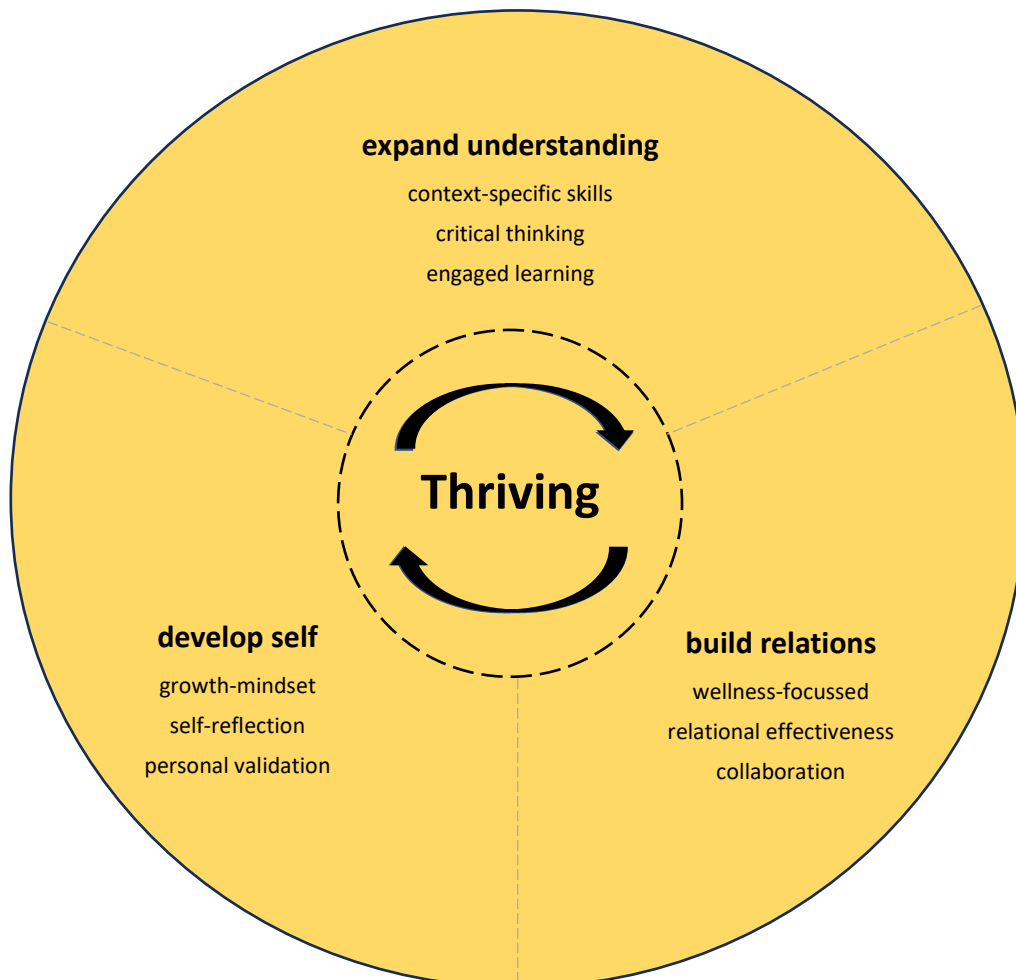 expand understanding
context-specific skills
critical thinking
engaged learning
Thriving
develop self
growth-mindset
self-reflection
personal validation
build relations
wellness-focussed
relational effectiveness
collaboration